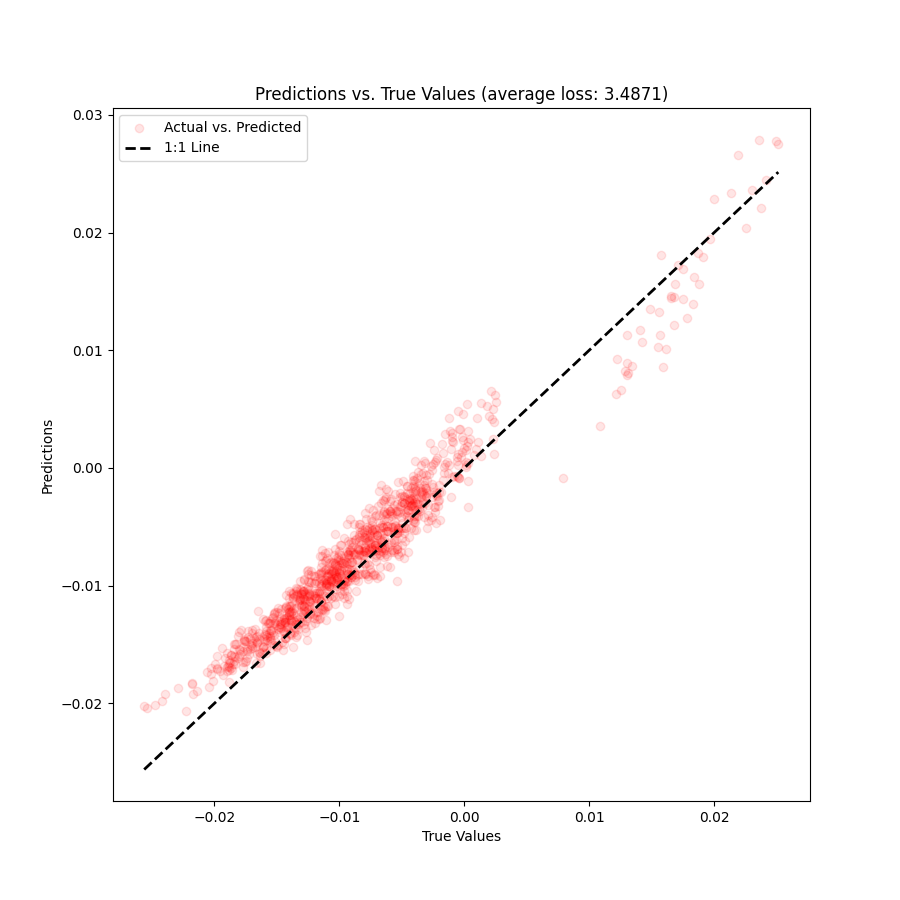 Predictions vs. True Values (average loss: 3.4871)
Actual vs. Predicted
1:1 Line
Predictions
0.03
0.02
0.01
0.00
−0.01
−0.02
−0.02
−0.01
0.00
0.01
0.02
True Values